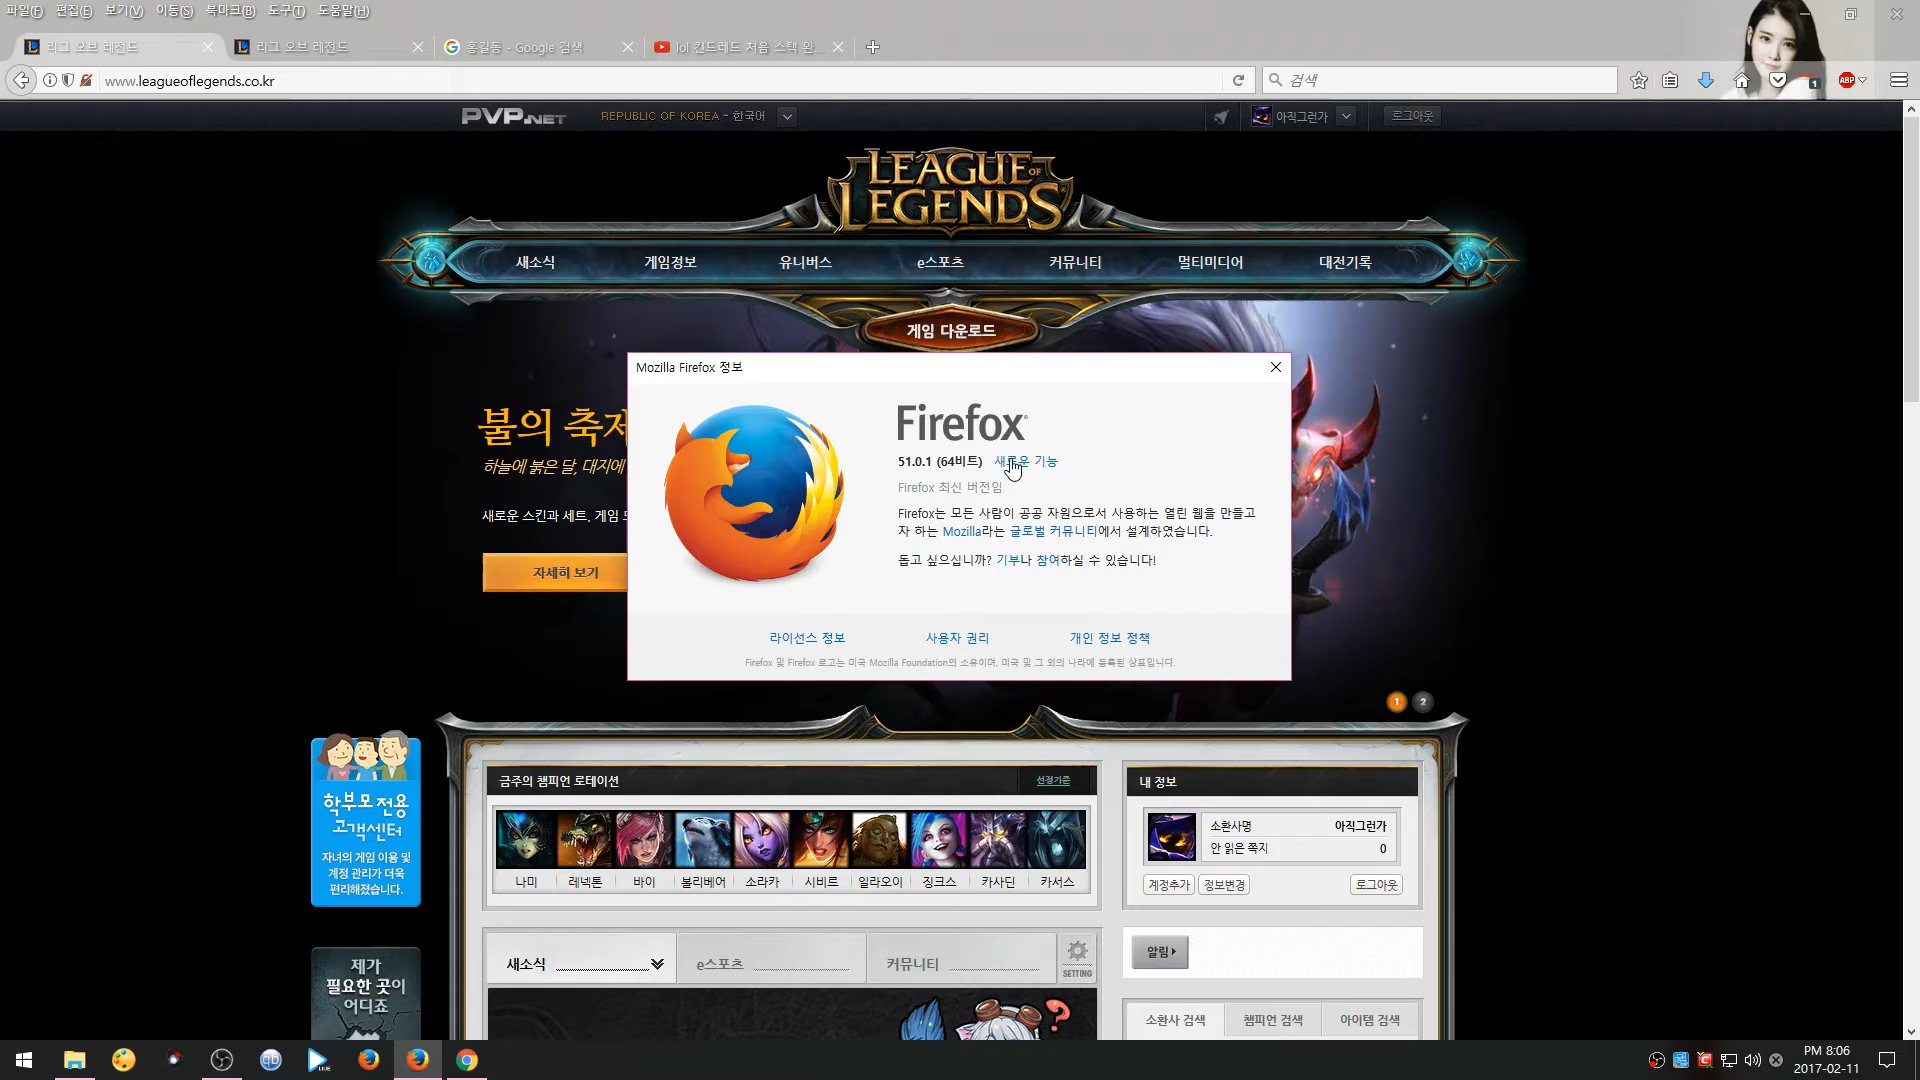 파일(F) 편집(E) 보기(V) 이동(S) 북마크(B) 도구(T) 도움말(H)
리그 오브 레전드
리그 오브 레전드
홍길동 - Google 검색
lol 킨드레드 처음 스택 완...
www.leagueoflegends.co.kr
검색
1
ABP
PVP.NET
REPUBLIC OF KOREA - 한국어
아직그런가
로그아웃
LEAGUE OF LEGENDS
새소식
게임정보
유니버스
e스포츠
커뮤니티
멀티미디어
대전기록
게임 다운로드
Mozilla Firefox 정보
Firefox
51.0.1 (64비트) 새로운 기능
Firefox 최신 버전임
Firefox는 모든 사람이 공공 자원으로서 사용하는 열린 웹을 만들고
자 하는 Mozilla라는 글로벌 커뮤니티에서 설계하였습니다.
돕고 싶으십니까? 기부나 참여하실 수 있습니다!
라이선스 정보
사용자 권리
개인 정보 정책
Firefox 및 Firefox 로고는 미국 Mozilla Foundation의 소유이며, 미국 및 그 외의 나라에 등록된 상표입니다.
불의 축제
하늘에 붉은 달, 대지에
새로운 스킨과 세트, 게임
자세히 보기
1
2
학부모 전용
고객센터
자녀의 게임 이용 및
계정 관리가 더욱
편리해졌습니다.
제가
필요한 곳이
어디죠
금주의 챔피언 로테이션
선정기준
나미
레넥톤
바이
볼리베어
소라카
시비르
일라오이
징크스
카사딘
카서스
내 정보
소환사명 아직그런가
안 읽은 쪽지 0
계정추가
정보변경
로그아웃
새소식
e스포츠
커뮤니티
SETTING
알림
소환사 검색
챔피언 검색
아이템 검색
?
qb
LIVE
PM 8:06
2017-02-11